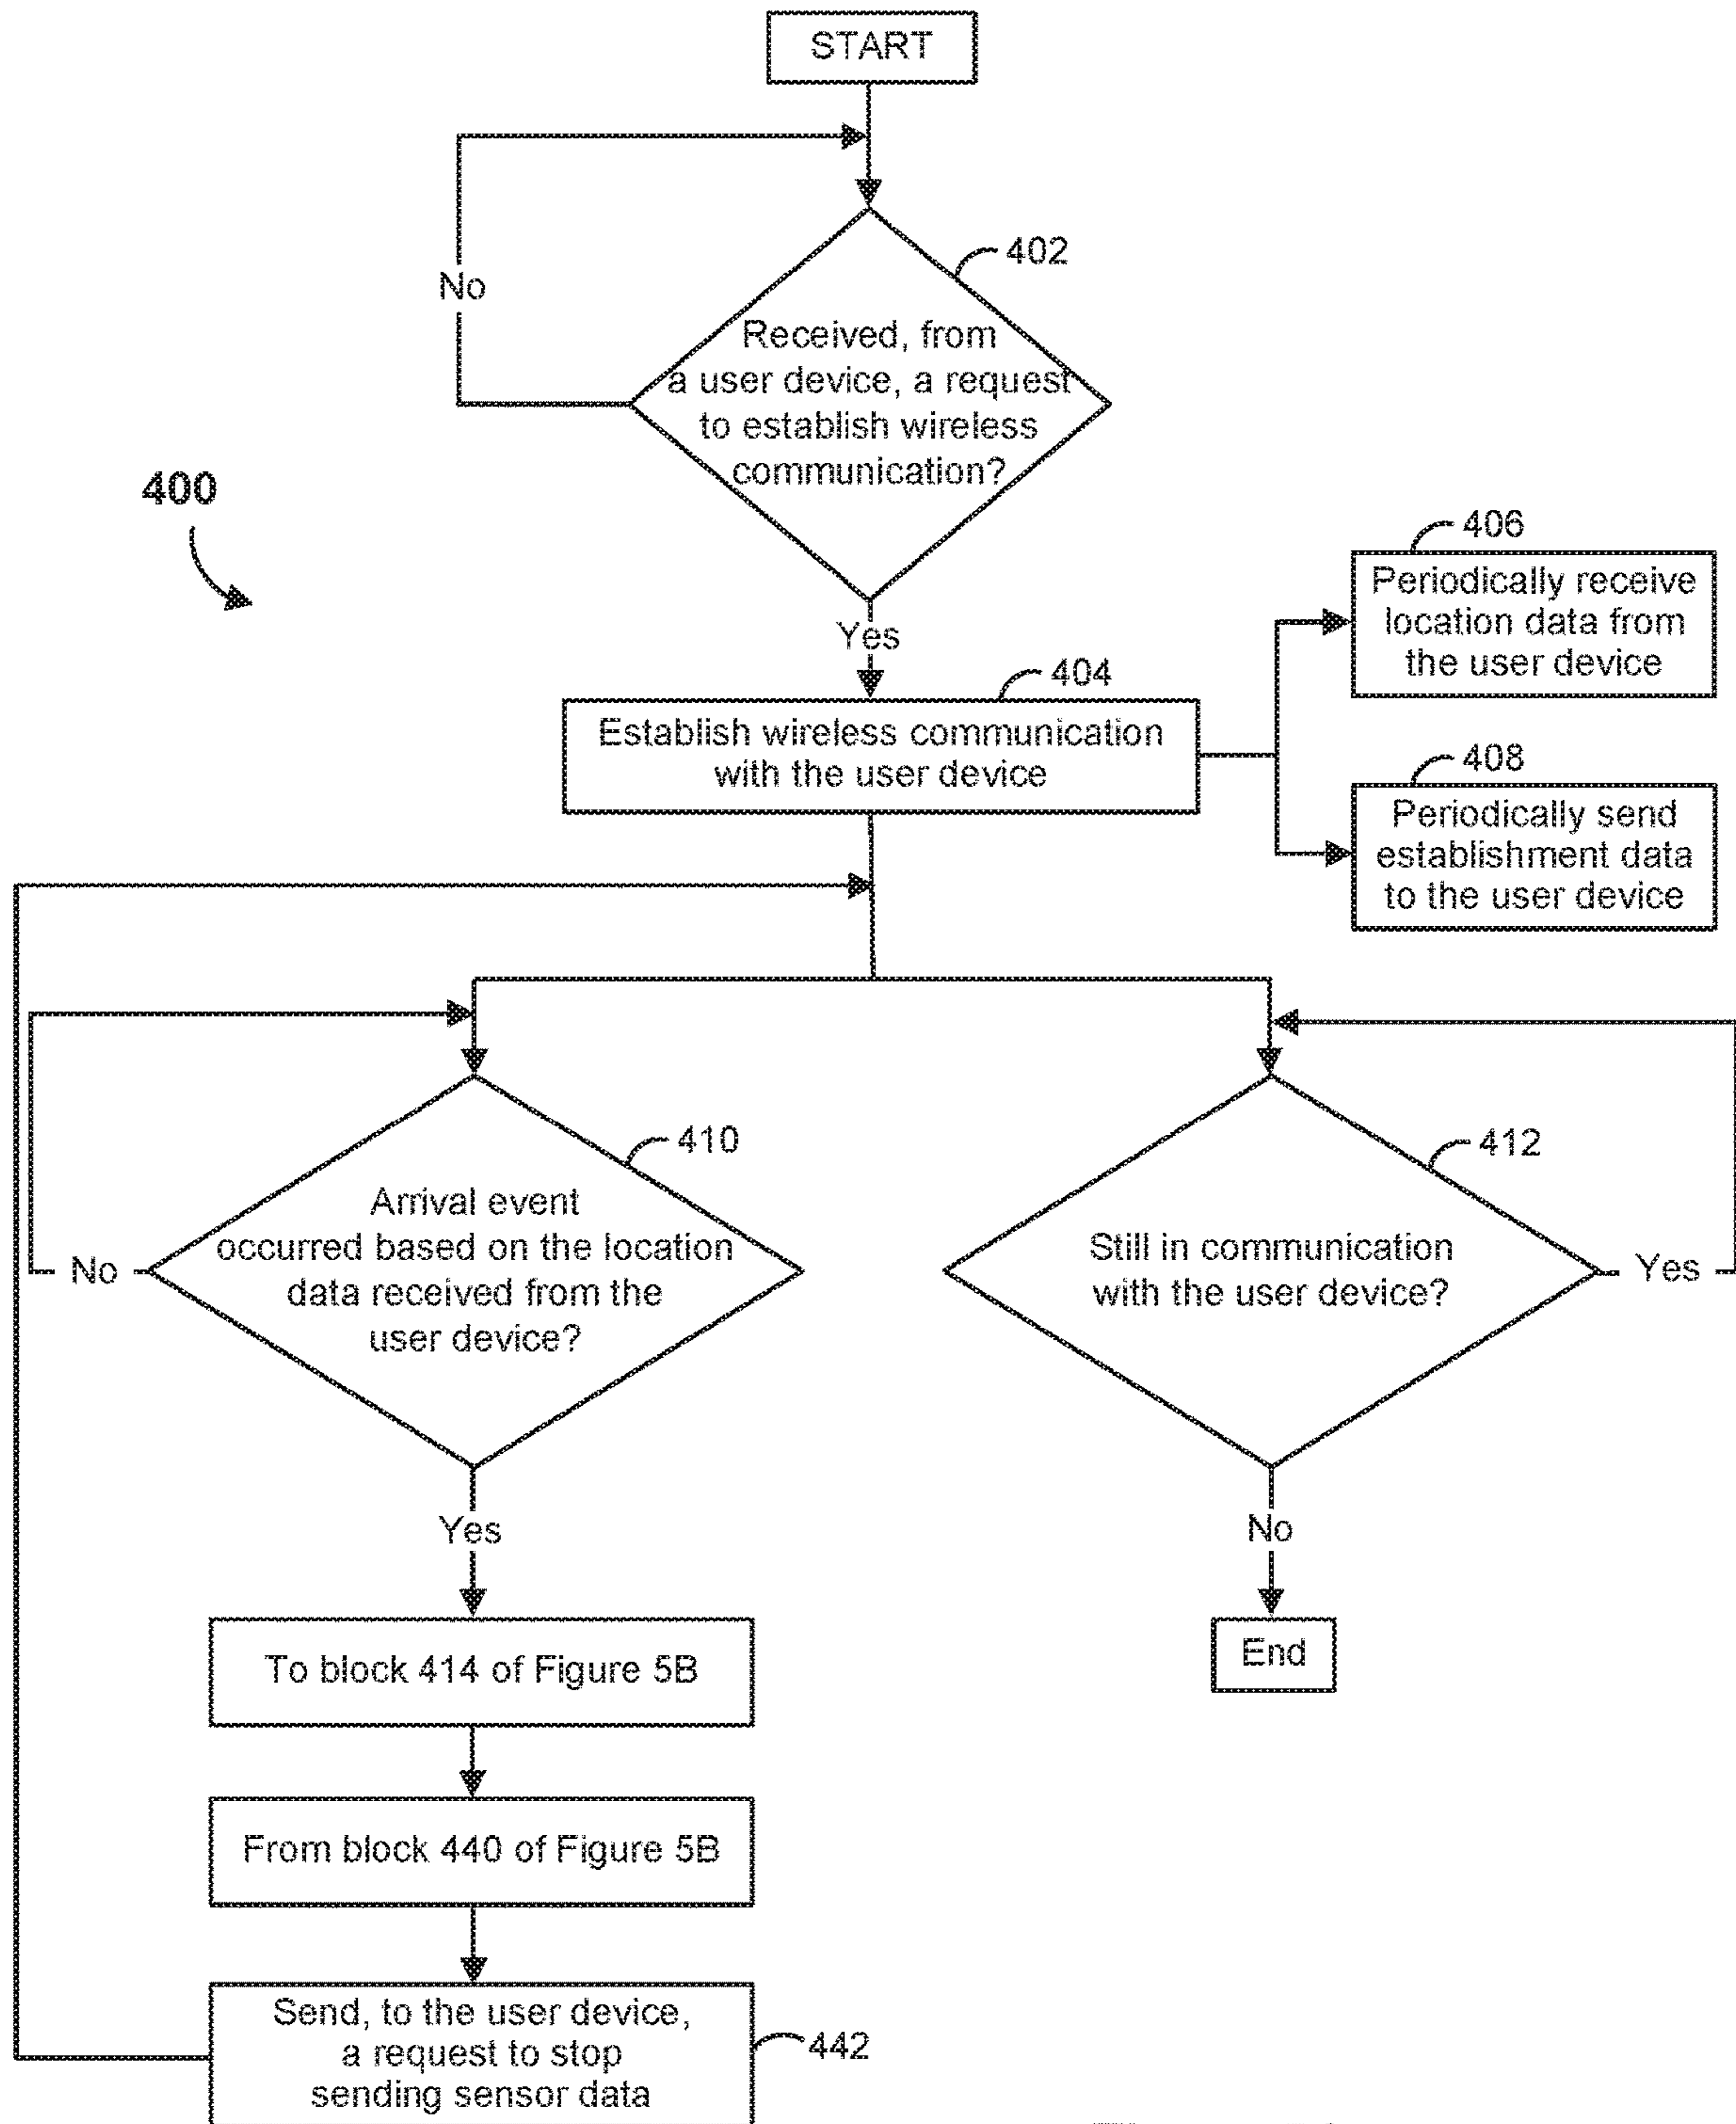 START
402
No
Received, from
a user device, a request
to establish wireless
communication?
400
406
Periodically receive
location data from
the user device
Yes
404
Establish wireless communication
with the user device
408
Periodically send
establishment data
to the user device
410
Arrival event
occurred based on the location
data received from the
user device?
No
412
Still in communication
with the user device?
Yes
Yes
No
To block 414 of Figure 5B
End
From block 440 of Figure 5B
Send, to the user device,
a request to stop
sending sensor data
442